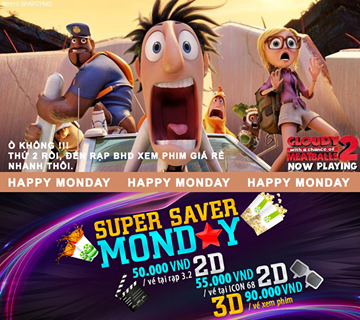 Ô KHÔNG !!!
THỨ 2 RỒI, ĐẾN RẠP BHD XEM PHIM GIÁ RẺ
NHANH THÔI.
CLOUDY
with a chance of
MEATBALLS 2
NOW PLAYING
HAPPY MONDAY HAPPY MONDAY HAPPY MONDAY
SUPER SAVER
MONDAY
50.000 VND 2D
/ vé tại rạp 3.2
55.000 VND 2D
/ vé tại ICON 68
3D 90.000 VND
/ vé xem phim